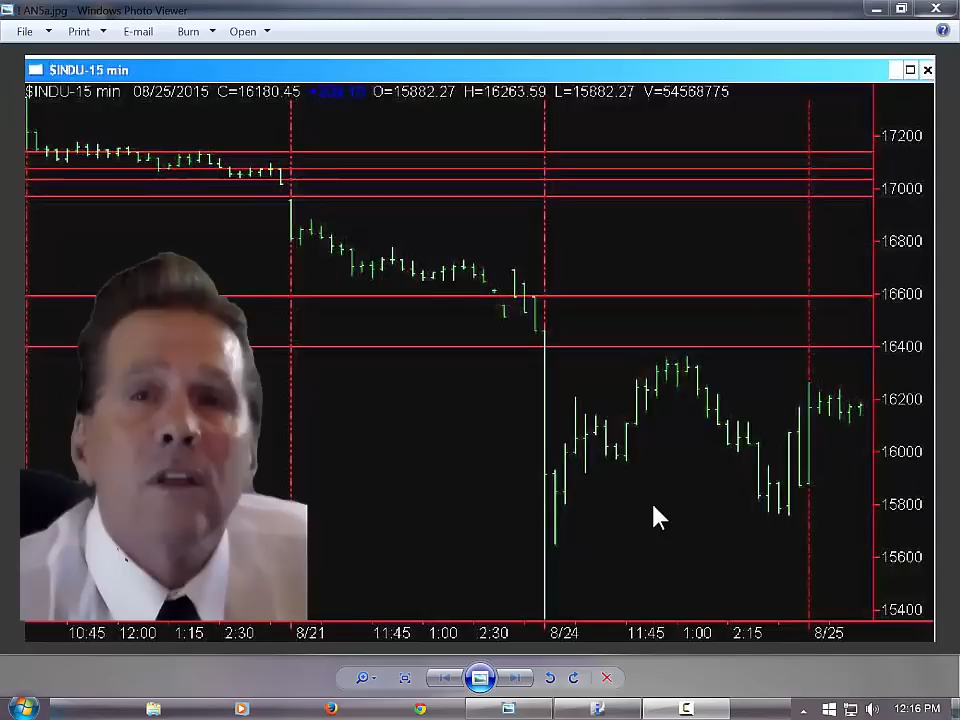 1 AN5a.jpg - Windows Photo Viewer
File Print E-mail Burn Open
$INDU-15 min
$INDU-15 min 08/25/2015 C=16180.45 O=15882.27 H=16263.59 L=15882.27 V=54568775
17200
17000
16800
16600
16400
16200
16000
15800
15600
15400
10:45 12:00 1:15 2:30 8/21 11:45 1:00 2:30 8/24 11:45 1:00 2:15 8/25
12:16 PM